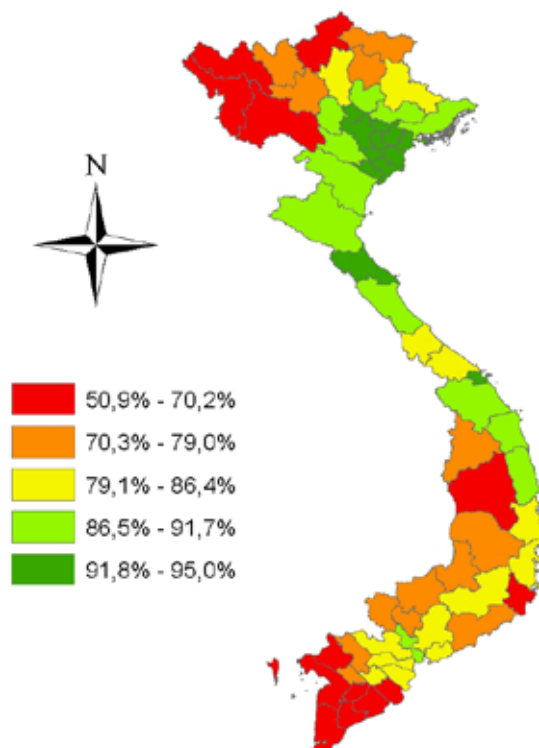 N
50,9% - 70,2%
70,3% - 79,0%
79,1% - 86,4%
86,5% - 91,7%
91,8% - 95,0%